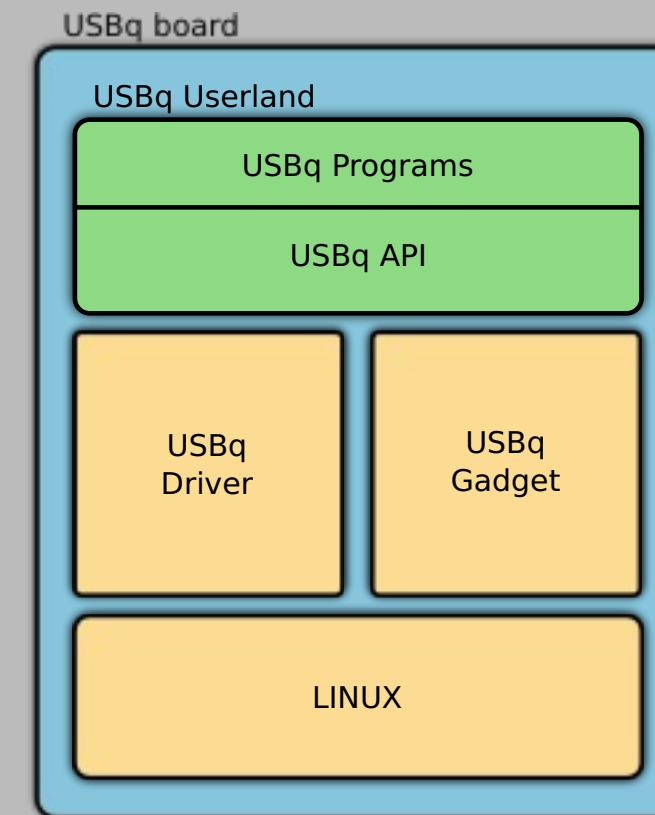 USBq board
USBq Userland
USBq Programs
USBq API
USBq
Driver
USBq
Gadget
LINUX